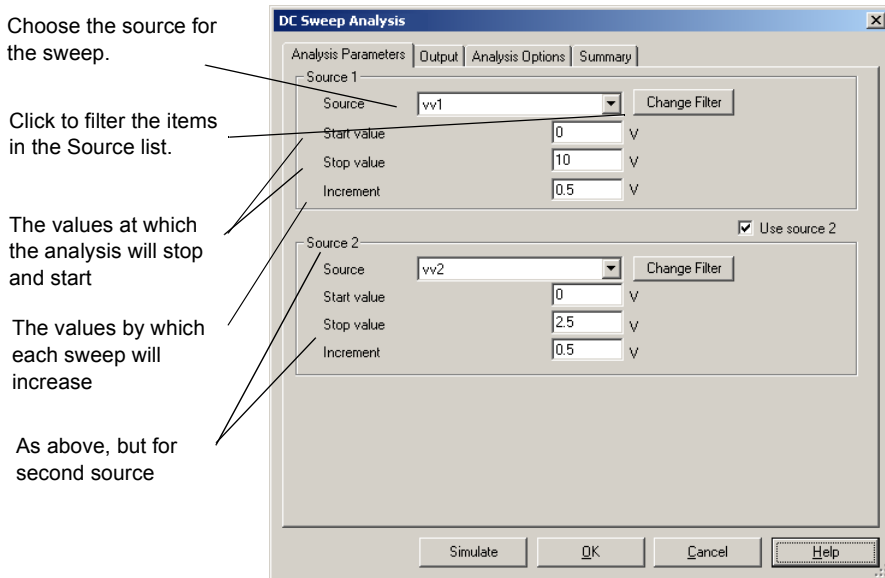 Choose the source for
the sweep.
Click to filter the items
in the Source list.
The values at which
the analysis will stop
and start
The values by which
each sweep will
increase
As above, but for
second source
DC Sweep Analysis
Analysis Parameters Output Analysis Options Summary
Source 1
Source vv1 Change Filter
Start value 0 V
Stop value 10 V
Increment 0.5 V
Use source 2
Source 2
Source vv2 Change Filter
Start value 0 V
Stop value 2.5 V
Increment 0.5 V
Simulate OK Cancel Help